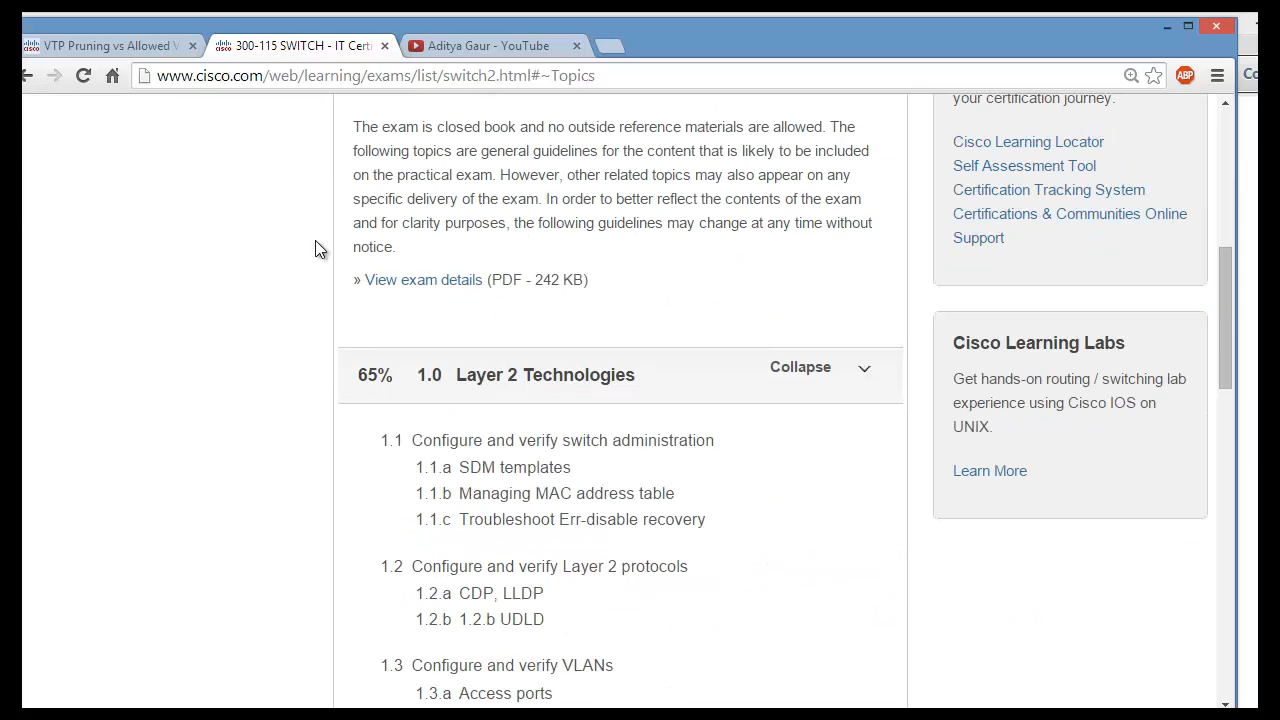 VTP Pruning vs Allowed V
300-115 SWITCH - IT Certi
Aditya Gaur - YouTube
www.cisco.com/web/learning/exams/list/switch2.html#~Topics
ABP
Co
The exam is closed book and no outside reference materials are allowed. The
following topics are general guidelines for the content that is likely to be included
on the practical exam. However, other related topics may also appear on any
specific delivery of the exam. In order to better reflect the contents of the exam
and for clarity purposes, the following guidelines may change at any time without
notice.
» View exam details (PDF - 242 KB)
65% 1.0 Layer 2 Technologies Collapse
1.1 Configure and verify switch administration
1.1.a SDM templates
1.1.b Managing MAC address table
1.1.c Troubleshoot Err-disable recovery
1.2 Configure and verify Layer 2 protocols
1.2.a CDP, LLDP
1.2.b 1.2.b UDLD
1.3 Configure and verify VLANs
1.3.a Access ports
your certification journey.
Cisco Learning Locator
Self Assessment Tool
Certification Tracking System
Certifications & Communities Online
Support
Cisco Learning Labs
Get hands-on routing / switching lab
experience using Cisco IOS on
UNIX.
Learn More